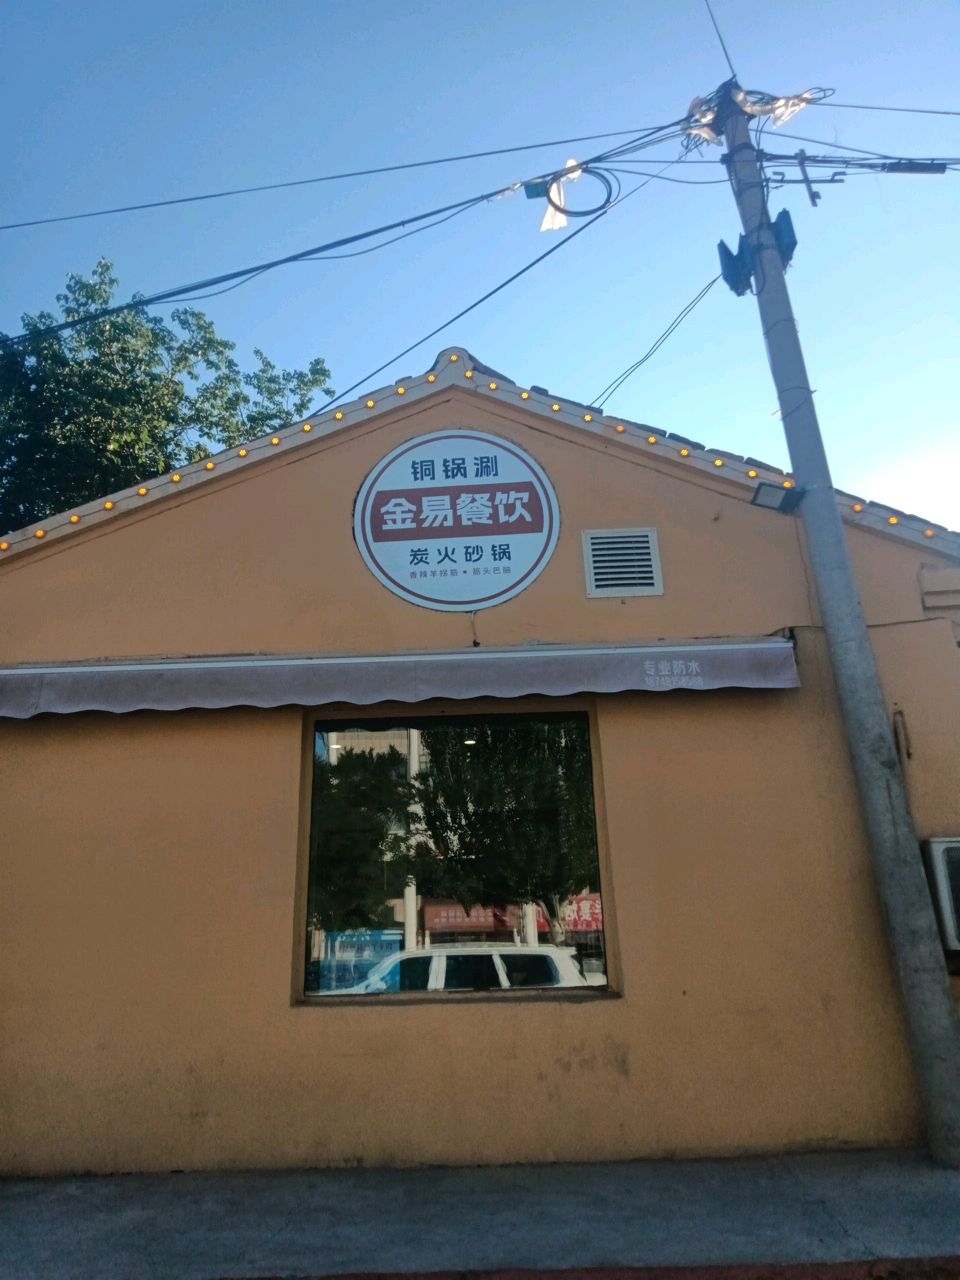 铜锅涮
金易餐饮
炭火砂锅
香辣羊拐筋•筋头巴脑
专业防水